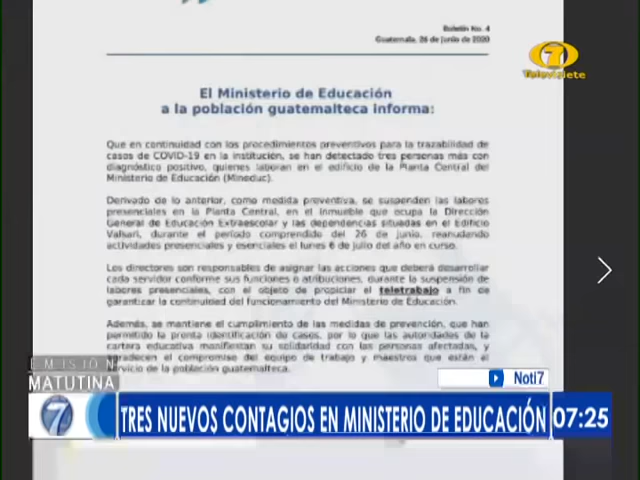 Boletín No. 4
Guatemala, 26 de junio de 2020
7
Televisiete
El Ministerio de Educación
a la población guatemalteca informa:
Que en continuidad con los procedimientos preventivos para la trazabilidad de
casos de COVID-19 en la institución, se han detectado tres personas más con
diagnóstico positivo, quienes laboran en el edificio de la Planta Central del
Ministerio de Educación (Mineduc).
Derivado de lo anterior, como medida preventiva, se suspenden las labores
presenciales en la Planta Central, en el inmueble que ocupa la Dirección
General de Educación Extraescolar y las dependencias situadas en el Edificio
Valsari, durante el período comprendido del 26 de junio, reanudando
actividades presenciales y esenciales el lunes 6 de julio del año en curso.
Los directores son responsables de asignar las acciones que deberá desarrollar
cada servidor conforme sus funciones o atribuciones, durante la suspensión de
labores presenciales, con el objeto de propiciar el teletrabajo a fin de
garantizar la continuidad del funcionamiento del Ministerio de Educación.
Además, se mantiene el cumplimiento de las medidas de prevención, que han
permitido la pronta identificación de casos, por lo que las autoridades de la
cartera educativa manifiestan su solidaridad con las personas afectadas, y
agradecen el compromiso del equipo de trabajo y maestros que están al
servicio de la población guatemalteca.
EMISIÓN
MATUTINA
Noti7
7
TRES NUEVOS CONTAGIOS EN MINISTERIO DE EDUCACIÓN
07:25